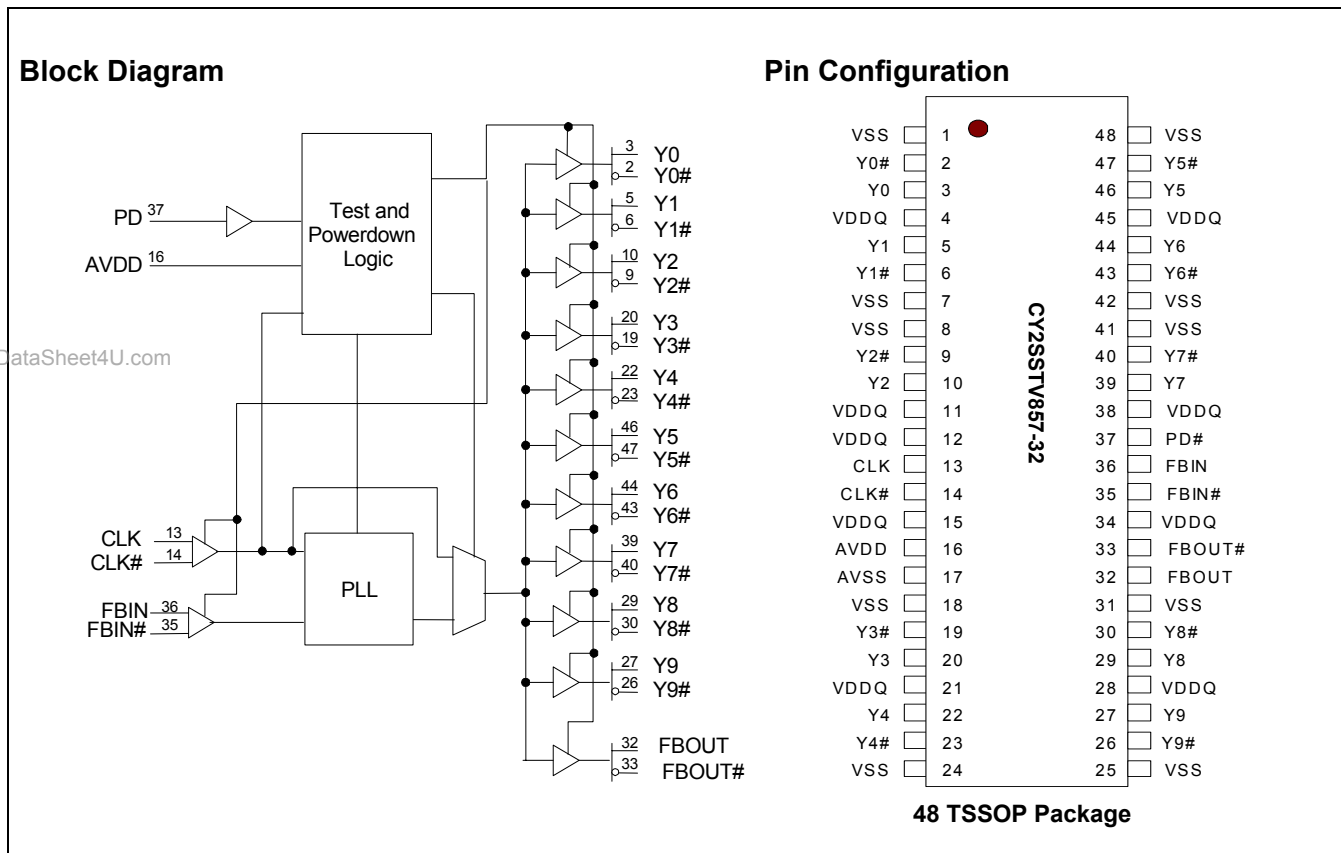 Block Diagram
Pin Configuration
Test and
Powerdown
Logic
PD 37
AVDD 16
CLK 13
CLK# 14
FBIN 36
FBIN# 35
PLL
3 Y0
2 Y0#
5 Y1
6 Y1#
10 Y2
9 Y2#
20 Y3
19 Y3#
22 Y4
23 Y4#
46 Y5
47 Y5#
44 Y6
43 Y6#
39 Y7
40 Y7#
29 Y8
30 Y8#
27 Y9
26 Y9#
32 FBOUT
33 FBOUT#
DataSheet4U.com
VSS 1 48 VSS
Y0# 2 47 Y5#
Y0 3 46 Y5
VDDQ 4 45 VDDQ
Y1 5 44 Y6
Y1# 6 43 Y6#
VSS 7 42 VSS
VSS 8 41 VSS
Y2# 9 40 Y7#
Y2 10 39 Y7
VDDQ 11 38 VDDQ
VDDQ 12 37 PD#
CLK 13 36 FBIN
CLK# 14 35 FBIN#
VDDQ 15 34 VDDQ
AVDD 16 33 FBOUT#
AVSS 17 32 FBOUT
VSS 18 31 VSS
Y3# 19 30 Y8#
Y3 20 29 Y8
VDDQ 21 28 VDDQ
Y4 22 27 Y9
Y4# 23 26 Y9#
VSS 24 25 VSS
CY2SSTV857-32
48 TSSOP Package